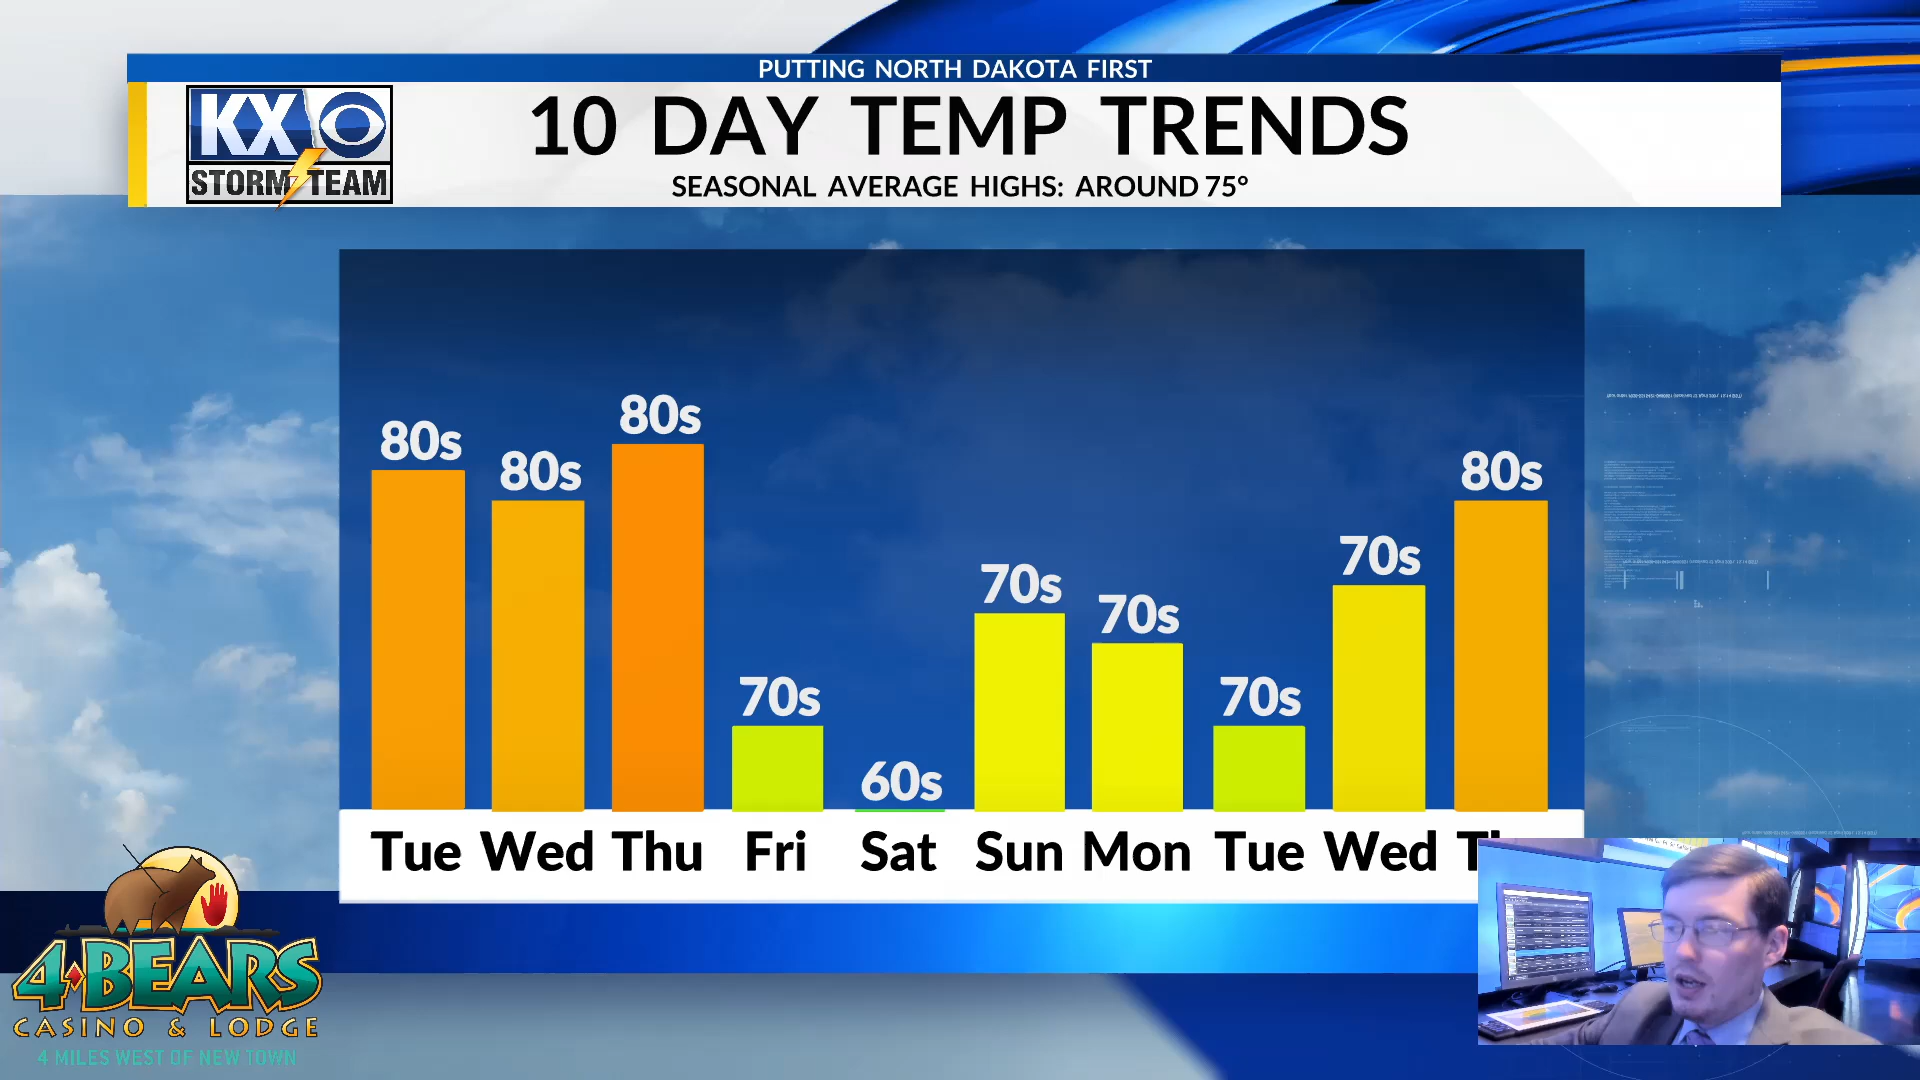 PUTTING NORTH DAKOTA FIRST
KX
STORM TEAM
10 DAY TEMP TRENDS
SEASONAL AVERAGE HIGHS: AROUND 75°
80s
80s
80s
70s
60s
70s
70s
70s
70s
80s
Tue Wed Thu Fri Sat Sun Mon Tue Wed
4 BEARS
CASINO & LODGE
4 MILES WEST OF NEW TOWN